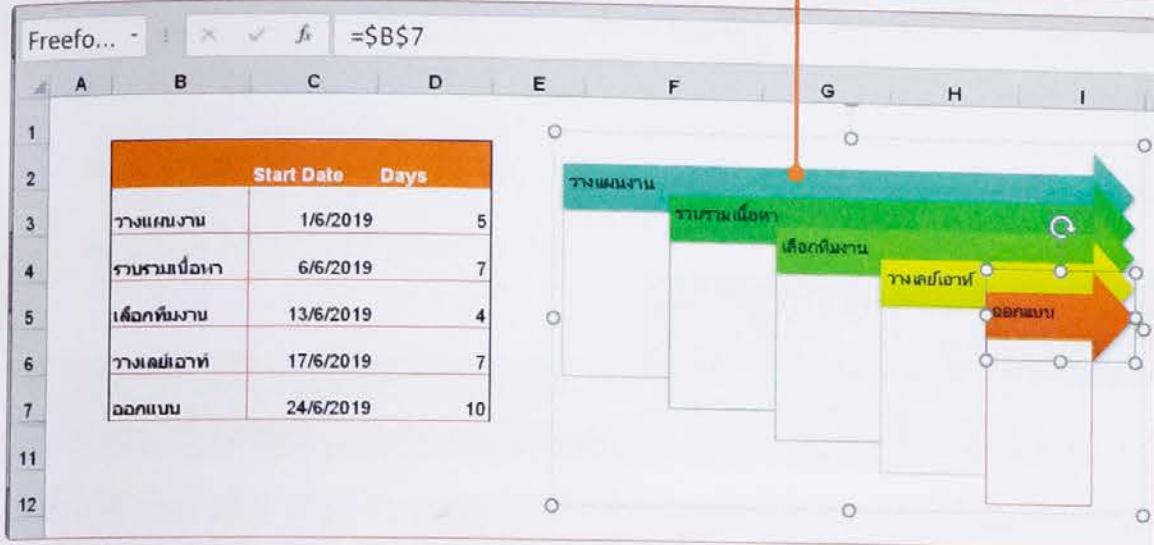 Freefo... fx =$B$7
A B C D E F G H I
1
2 Start Date Days
3 วางแผนงาน 1/6/2019 5
4 รวบรวมเนื้อหา 6/6/2019 7
5 เลือกทีมงาน 13/6/2019 4
6 วางเลย์เอาท์ 17/6/2019 7
7 ออกแบบ 24/6/2019 10
11
12
วางแผนงาน
รวบรวมเนื้อหา
เลือกทีมงาน
วางเลย์เอาท์
ออกแบบ